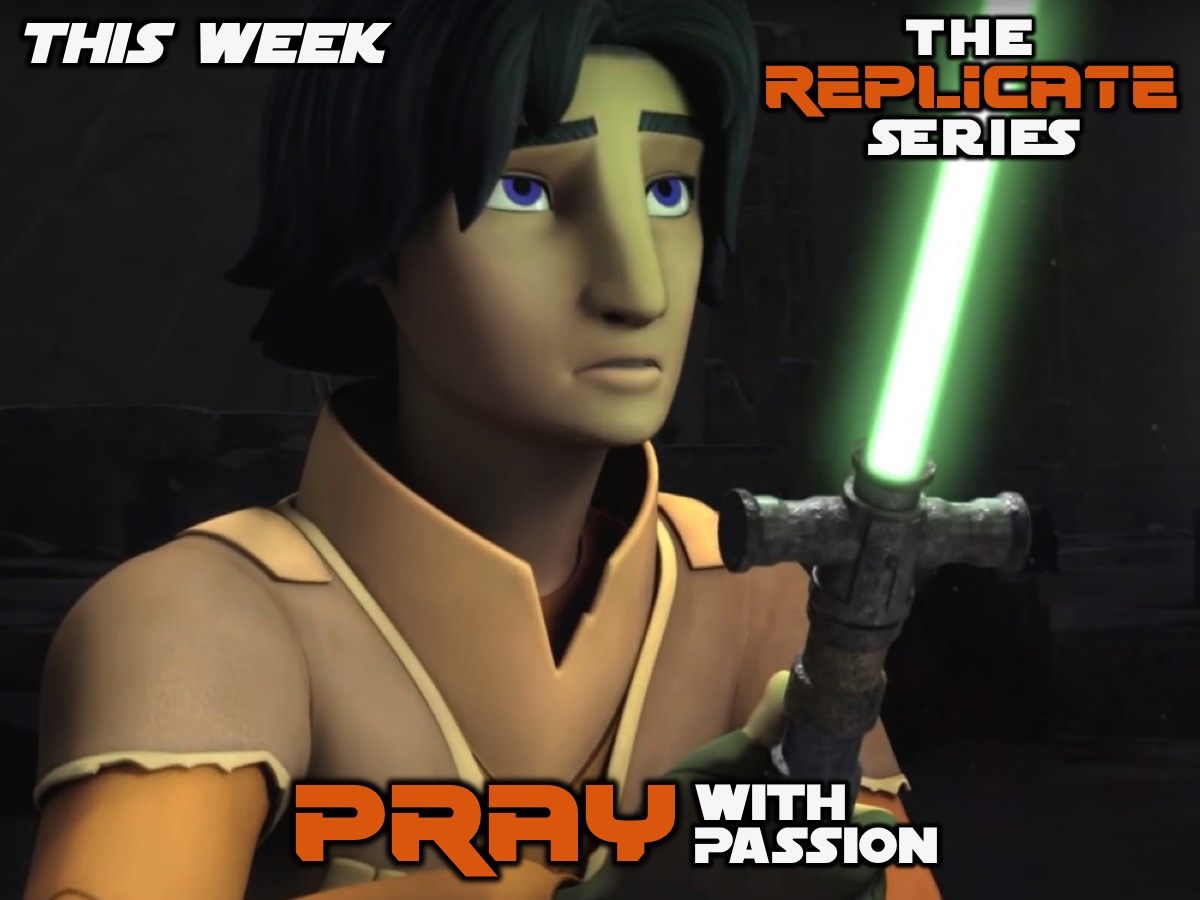 THIS WEEK
THE
REPLICATE
SERIES
PRAY WITH
PASSION